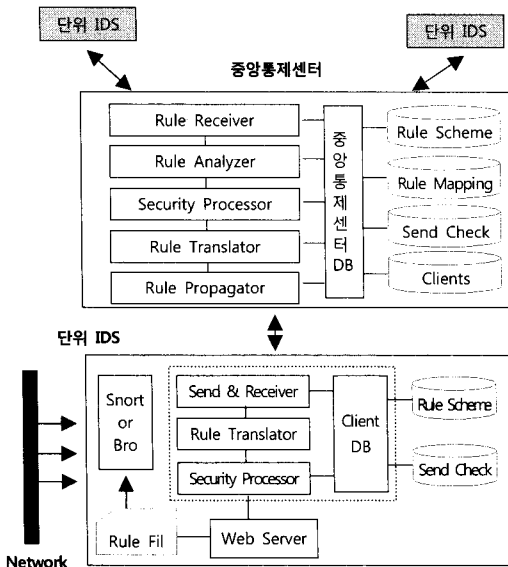 단위 IDS
단위 IDS
중앙통제센터
Rule Receiver
Rule Analyzer
Security Processor
Rule Translator
Rule Propagator
중
앙
통
제
센
터
DB
Rule Scheme
Rule Mapping
Send Check
Clients
단위 IDS
Snort
or
Bro
Send & Receiver
Rule Translator
Security Processor
Client
DB
Rule Scheme
Send Check
Rule Fil
Web Server
Network